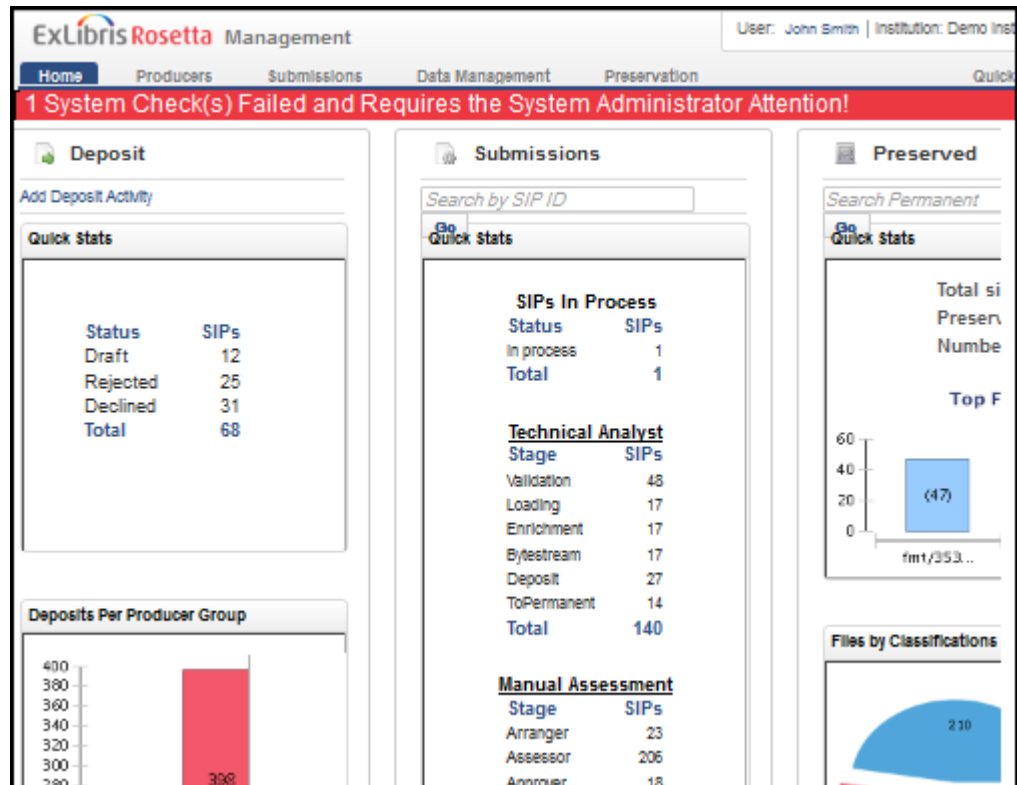 ExLibris Rosetta Management
User: John Smith | Institution: Demo Inst
Home Producers Submissions Data Management Preservation Quick
1 System Check(s) Failed and Requires the System Administrator Attention!
Deposit
Add Deposit Activity
Quick Stats
Status SIPs
Draft 12
Rejected 25
Declined 31
Total 68
Deposits Per Producer Group
400
380
360
340
320
300
280
398
Submissions
Search by SIP ID
Go
Quick Stats
SIPs In Process
Status SIPs
In process 1
Total 1
Technical Analyst
Stage SIPs
Validation 48
Loading 17
Enrichment 17
Bytestream 17
Deposit 27
ToPermanent 14
Total 140
Manual Assessment
Stage SIPs
Arranger 23
Assessor 206
Approver 18
Preserved
Search Permanent
Go
Quick Stats
Total si
Preserv
Numbe
Top F
60
40
20
0
(47)
fmt/353...
Files by Classifications
210